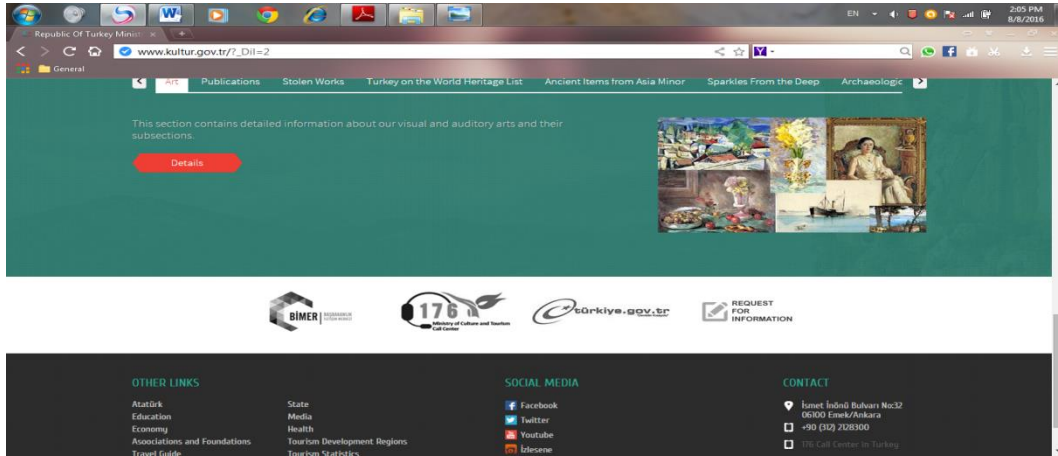 EN
2:05 PM
8/8/2016
Republic Of Turkey Minist
www.kultur.gov.tr/?_Dil=2
General
Art Publications Stolen Works Turkey on the World Heritage List Ancient Items from Asia Minor Sparkles From the Deep Archaeologic
This section contains detailed information about our visual and auditory arts and their
subsections.
Details
BİMER
176
Ministry of Culture and Tourism
Call Center
türkiye.gov.tr
REQUEST
FOR
INFORMATION
OTHER LINKS
Atatürk
Education
Economy
Asoociations and Foundations
Travel Guide
State
Media
Health
Tourism Development Regions
Tourism Statistics
SOCIAL MEDIA
Facebook
Twitter
Youtube
İzlesene
CONTACT
İsmet İnönü Bulvarı No:32
06100 Emek/Ankara
+90 (312) 2128300
176 Call Center in Turkey